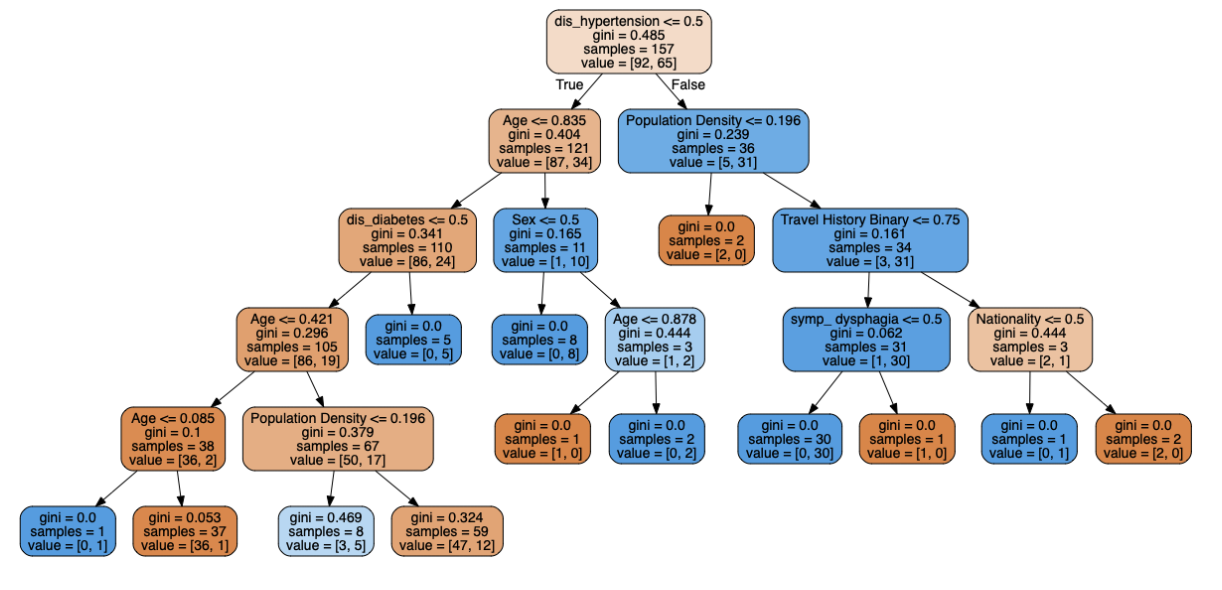 dis_hypertension <= 0.5
gini = 0.485
samples = 157
value = [92, 65]
True
False
Age <= 0.835
gini = 0.404
samples = 121
value = [87, 34]
Population Density <= 0.196
gini = 0.239
samples = 36
value = [5, 31]
dis_diabetes <= 0.5
gini = 0.341
samples = 110
value = [86, 24]
Sex <= 0.5
gini = 0.165
samples = 11
value = [1, 10]
gini = 0.0
samples = 2
value = [2, 0]
Travel History Binary <= 0.75
gini = 0.161
samples = 34
value = [3, 31]
Age <= 0.421
gini = 0.296
samples = 105
value = [86, 19]
gini = 0.0
samples = 5
value = [0, 5]
gini = 0.0
samples = 8
value = [0, 8]
Age <= 0.878
gini = 0.444
samples = 3
value = [1, 2]
symp_ dysphagia <= 0.5
gini = 0.062
samples = 31
value = [1, 30]
Nationality <= 0.5
gini = 0.444
samples = 3
value = [2, 1]
Age <= 0.085
gini = 0.1
samples = 38
value = [36, 2]
Population Density <= 0.196
gini = 0.379
samples = 67
value = [50, 17]
gini = 0.0
samples = 1
value = [1, 0]
gini = 0.0
samples = 2
value = [0, 2]
gini = 0.0
samples = 30
value = [0, 30]
gini = 0.0
samples = 1
value = [1, 0]
gini = 0.0
samples = 1
value = [0, 1]
gini = 0.0
samples = 2
value = [2, 0]
gini = 0.0
samples = 1
value = [0, 1]
gini = 0.053
samples = 37
value = [36, 1]
gini = 0.469
samples = 8
value = [3, 5]
gini = 0.324
samples = 59
value = [47, 12]